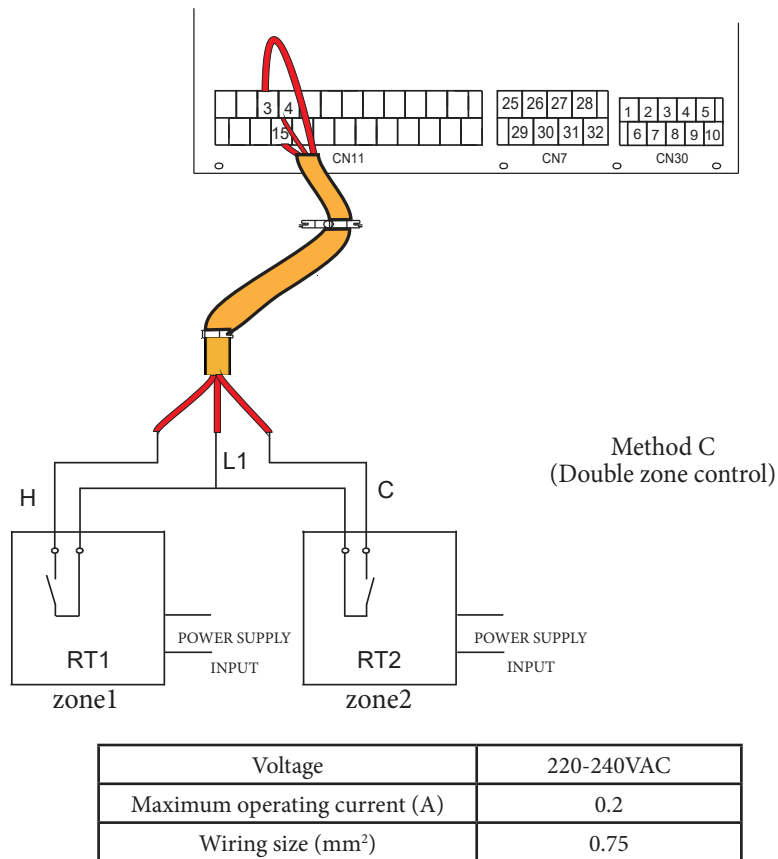 3 4
25 26 27 28
1 2 3 4 5
15
29 30 31 32
6 7 8 9 10
CN11
CN7
CN30
L1
H
C
Method C
(Double zone control)
RT1
POWER SUPPLY
INPUT
RT2
POWER SUPPLY
INPUT
zone1
zone2
Voltage 220-240VAC
Maximum operating current (A) 0.2
Wiring size (mm²) 0.75